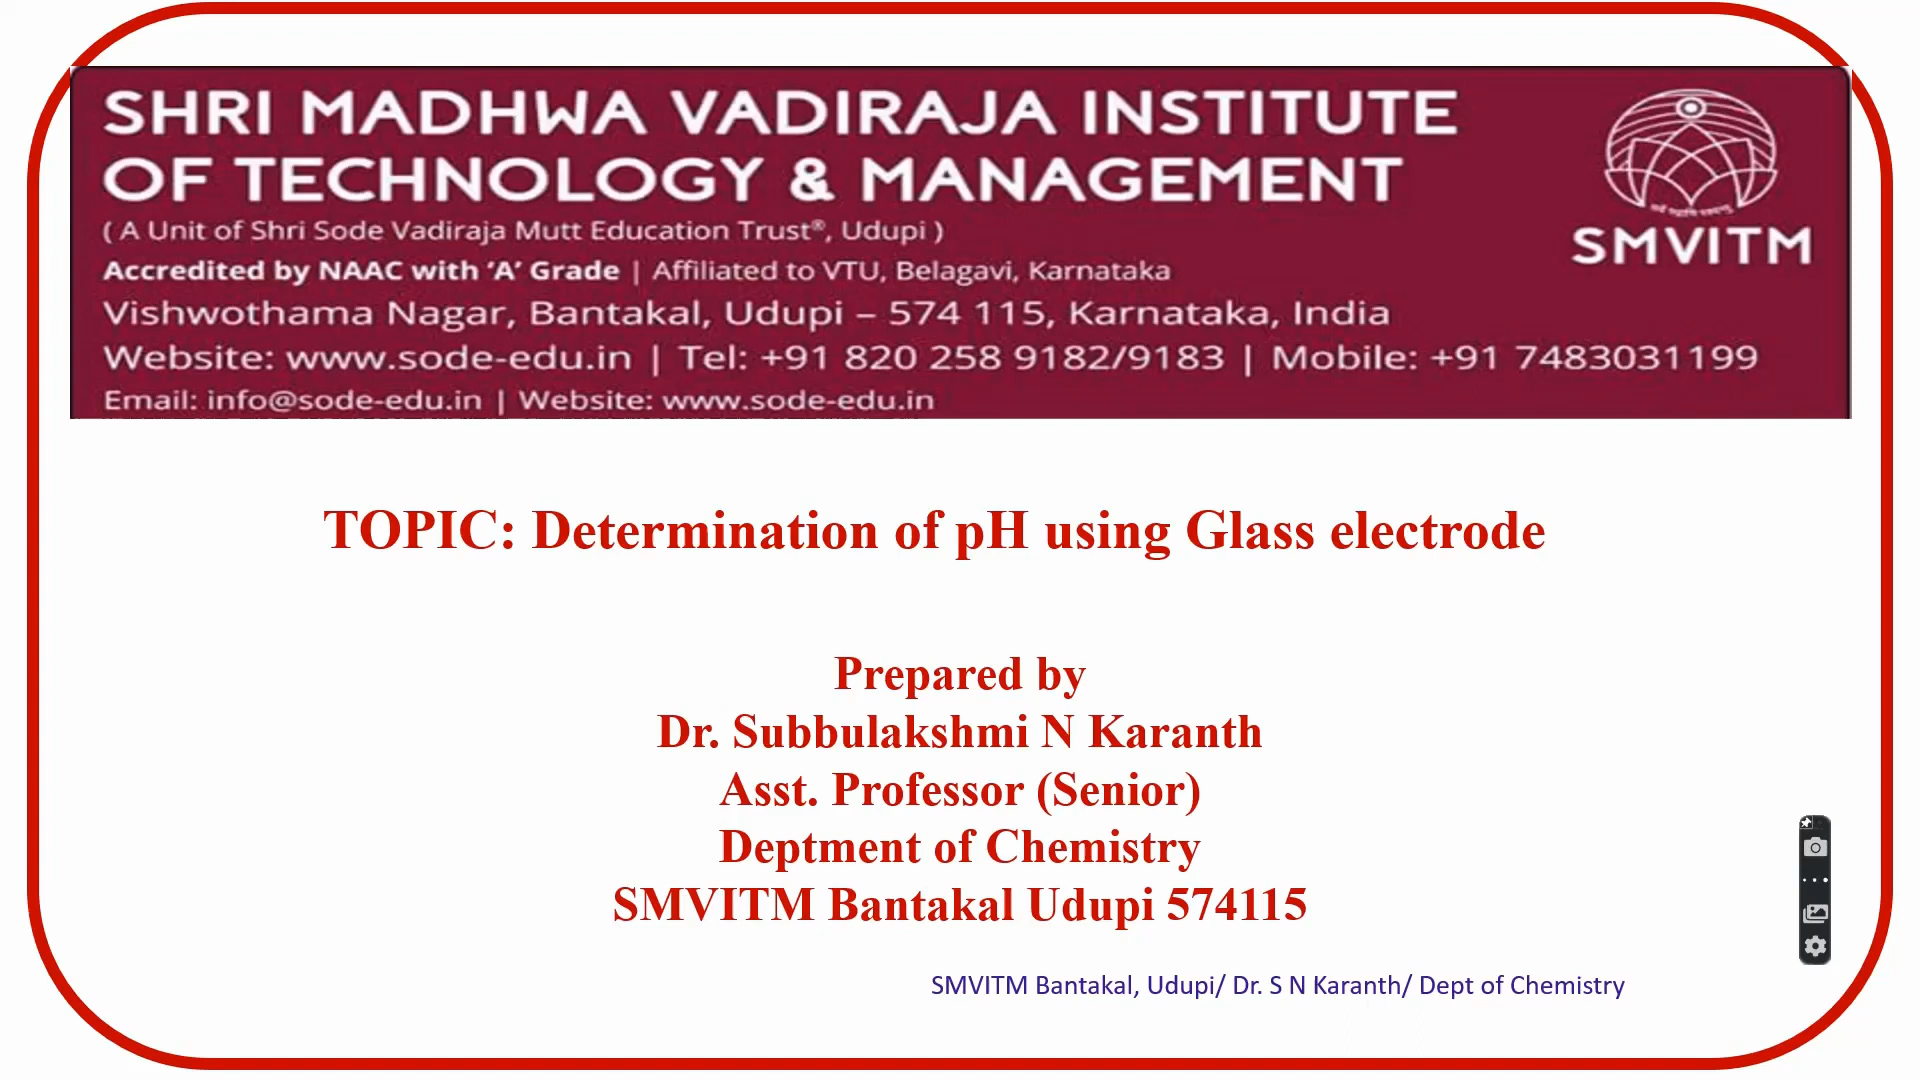 SHRI MADHWA VADIRAJA INSTITUTE
OF TECHNOLOGY & MANAGEMENT
( A Unit of Shri Sode Vadiraja Mutt Education Trust®, Udupi )
Accredited by NAAC with ‘A’ Grade | Affiliated to VTU, Belagavi, Karnataka
Vishwothama Nagar, Bantakal, Udupi – 574 115, Karnataka, India
Website: www.sode-edu.in | Tel: +91 820 258 9182/9183 | Mobile: +91 7483031199
Email: info@sode-edu.in | Website: www.sode-edu.in
SMVITM
TOPIC: Determination of pH using Glass electrode
Prepared by
Dr. Subbulakshmi N Karanth
Asst. Professor (Senior)
Deptment of Chemistry
SMVITM Bantakal Udupi 574115
SMVITM Bantakal, Udupi/ Dr. S N Karanth/ Dept of Chemistry